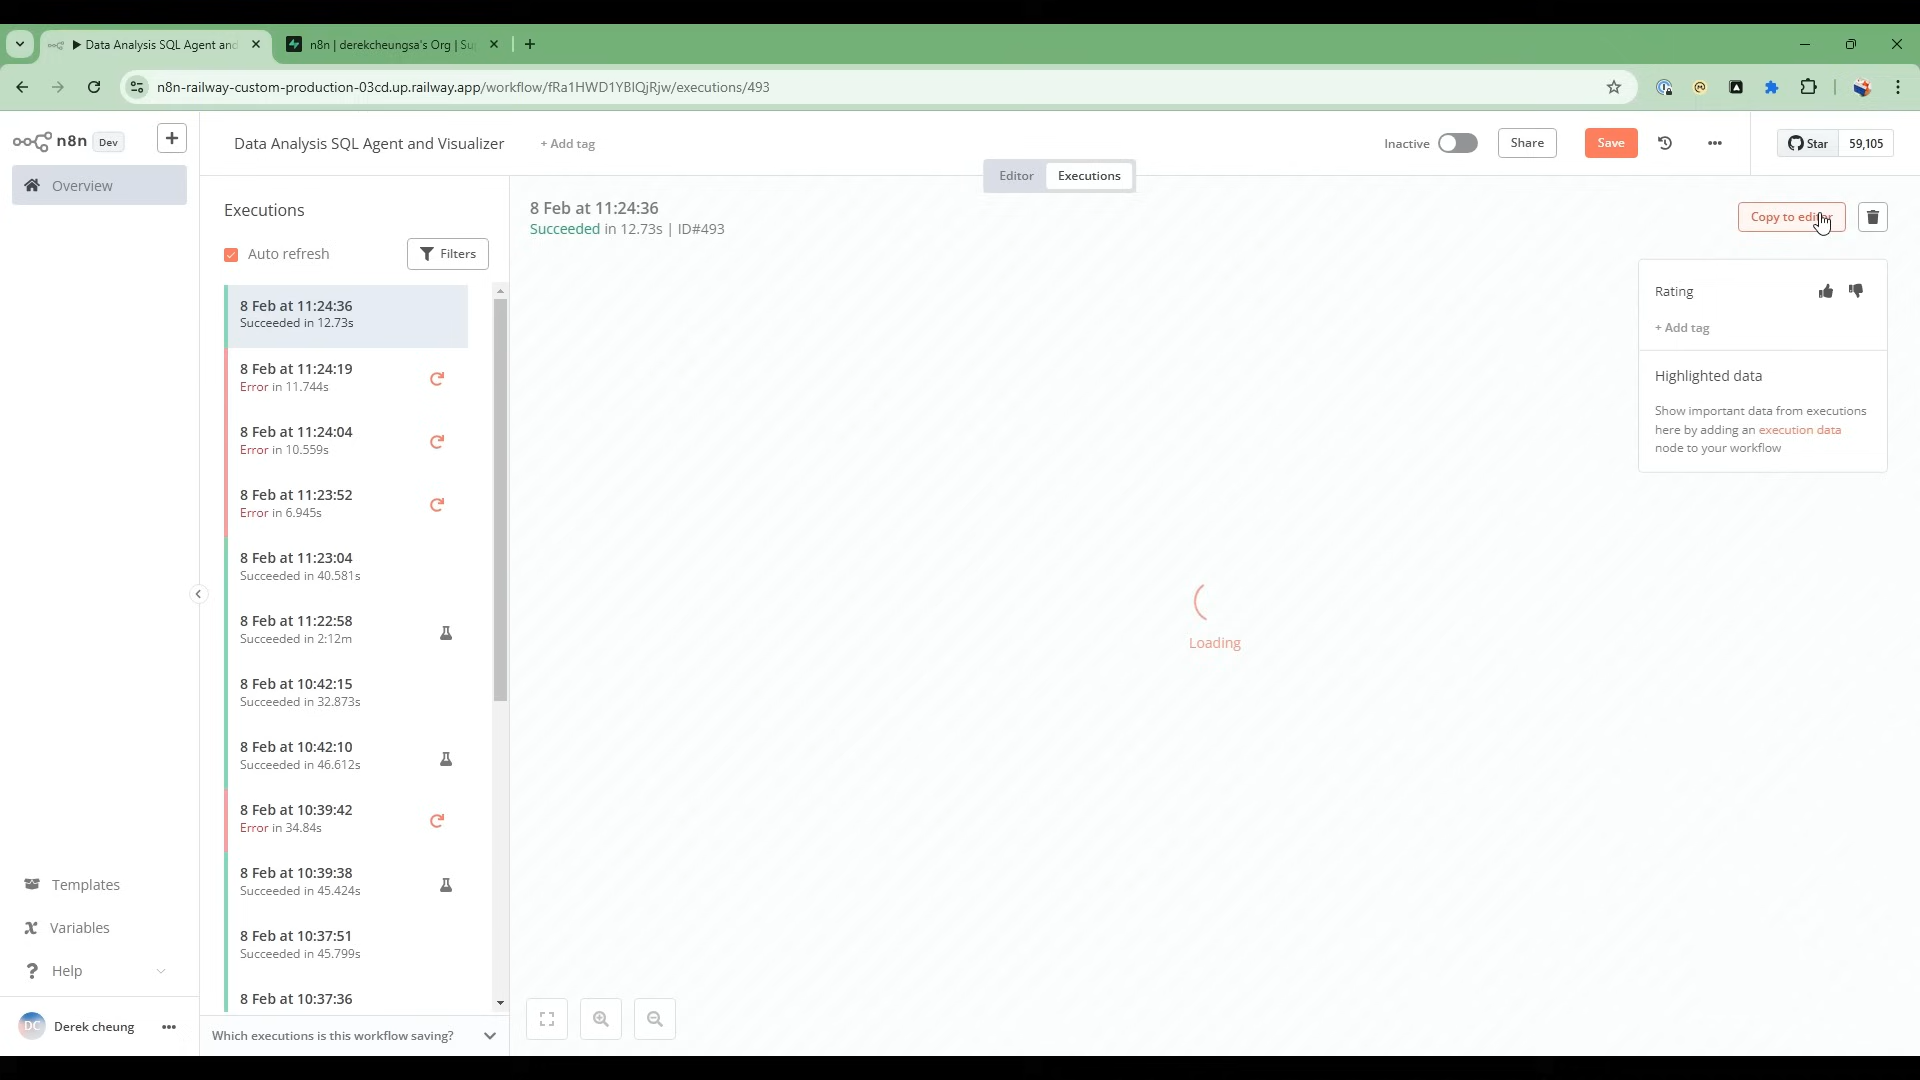 ▶ Data Analysis SQL Agent and
n8n | derekcheungsa's Org | Su
n8n-railway-custom-production-03cd.up.railway.app/workflow/fRa1HWD1YBlQjRjw/executions/493
n8n Dev
Data Analysis SQL Agent and Visualizer
+ Add tag
Inactive
Share
Save
Star
59,105
Overview
Editor
Executions
Executions
8 Feb at 11:24:36
Succeeded in 12.73s | ID#493
Copy to editor
Auto refresh
Filters
Rating
+ Add tag
Highlighted data
Show important data from executions
here by adding an execution data
node to your workflow
8 Feb at 11:24:36
Succeeded in 12.73s
8 Feb at 11:24:19
Error in 11.744s
8 Feb at 11:24:04
Error in 10.559s
8 Feb at 11:23:52
Error in 6.945s
8 Feb at 11:23:04
Succeeded in 40.581s
8 Feb at 11:22:58
Succeeded in 2:12m
8 Feb at 10:42:15
Succeeded in 32.873s
8 Feb at 10:42:10
Succeeded in 46.612s
8 Feb at 10:39:42
Error in 34.84s
8 Feb at 10:39:38
Succeeded in 45.424s
8 Feb at 10:37:51
Succeeded in 45.799s
8 Feb at 10:37:36
Loading
Templates
Variables
Help
DC Derek cheung
Which executions is this workflow saving?